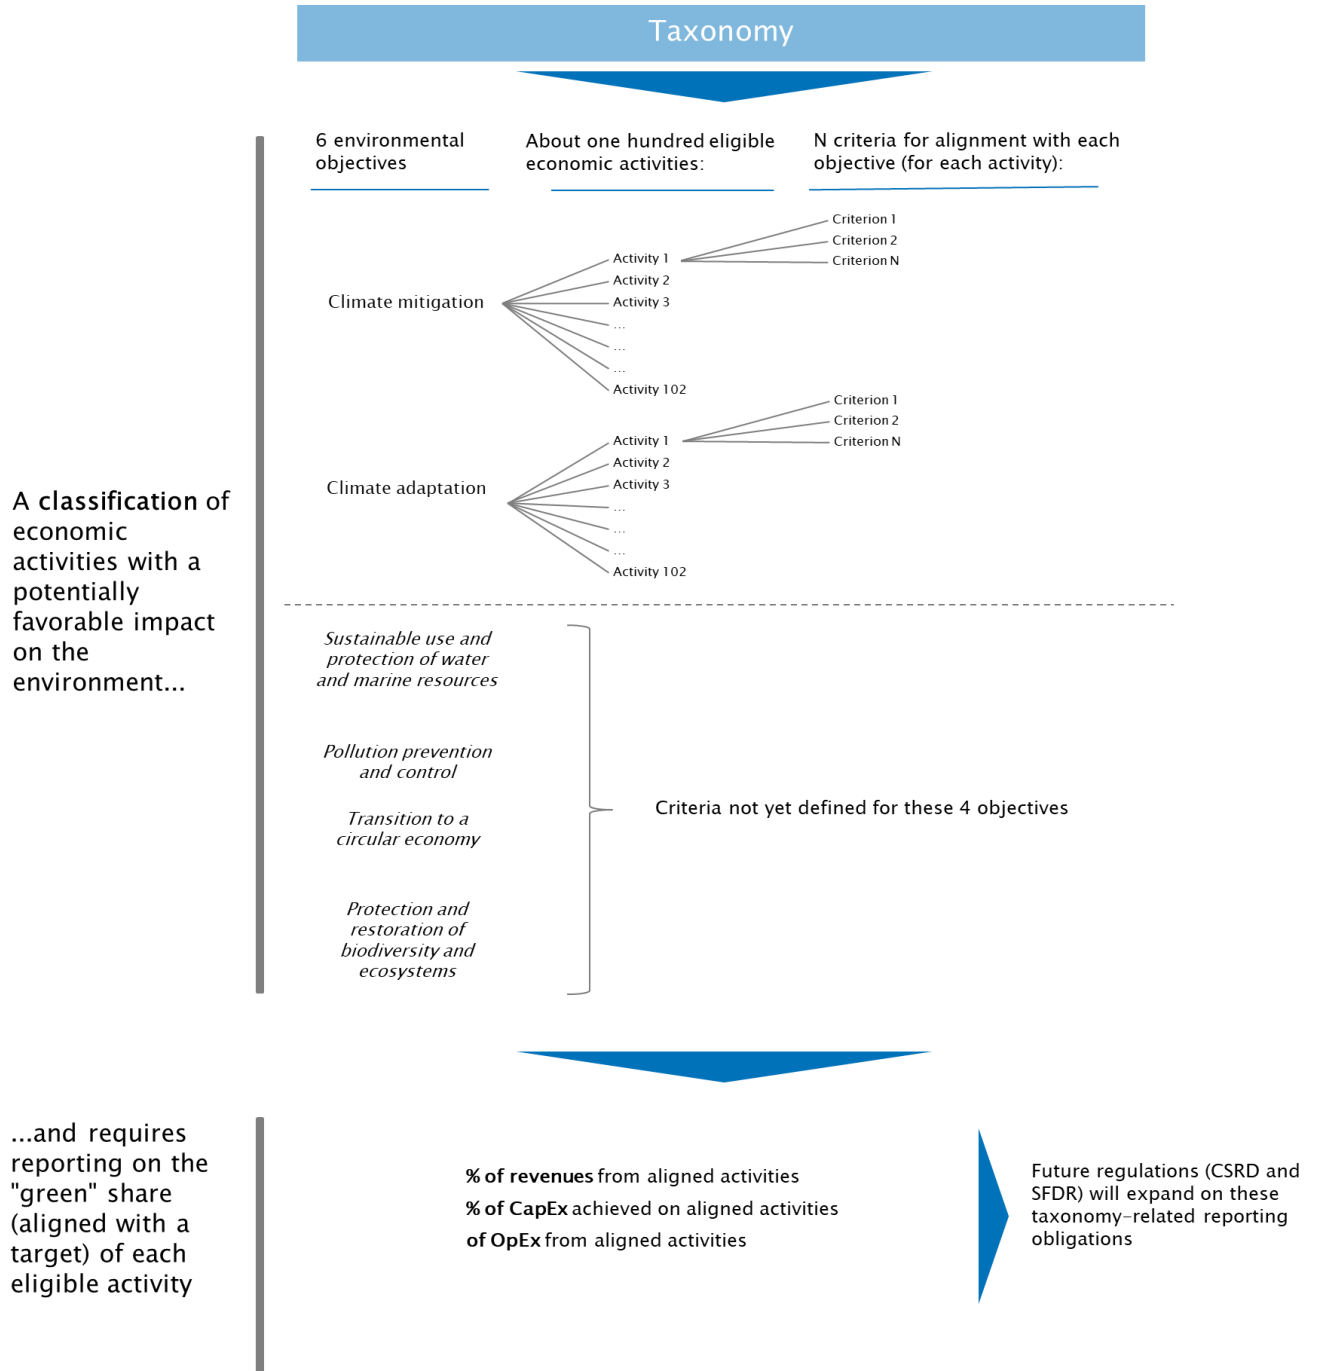 Taxonomy
6 environmental
objectives
About one hundred eligible
economic activities:
N criteria for alignment with each
objective (for each activity):
Criterion 1
Criterion 2
Criterion N
Activity 1
Activity 2
Activity 3
...
...
...
Activity 102
Climate mitigation
Criterion 1
Criterion 2
Criterion N
Activity 1
Activity 2
Activity 3
...
...
...
Activity 102
Climate adaptation
A classification of
economic
activities with a
potentially
favorable impact
on the
environment...
Sustainable use and
protection of water
and marine resources
Pollution prevention
and control
Transition to a
circular economy
Protection and
restoration of
biodiversity and
ecosystems
Criteria not yet defined for these 4 objectives
...and requires
reporting on the
"green" share
(aligned with a
target) of each
eligible activity
% of revenues from aligned activities
% of CapEx achieved on aligned activities
of OpEx from aligned activities
Future regulations (CSRD and
SFDR) will expand on these
taxonomy-related reporting
obligations